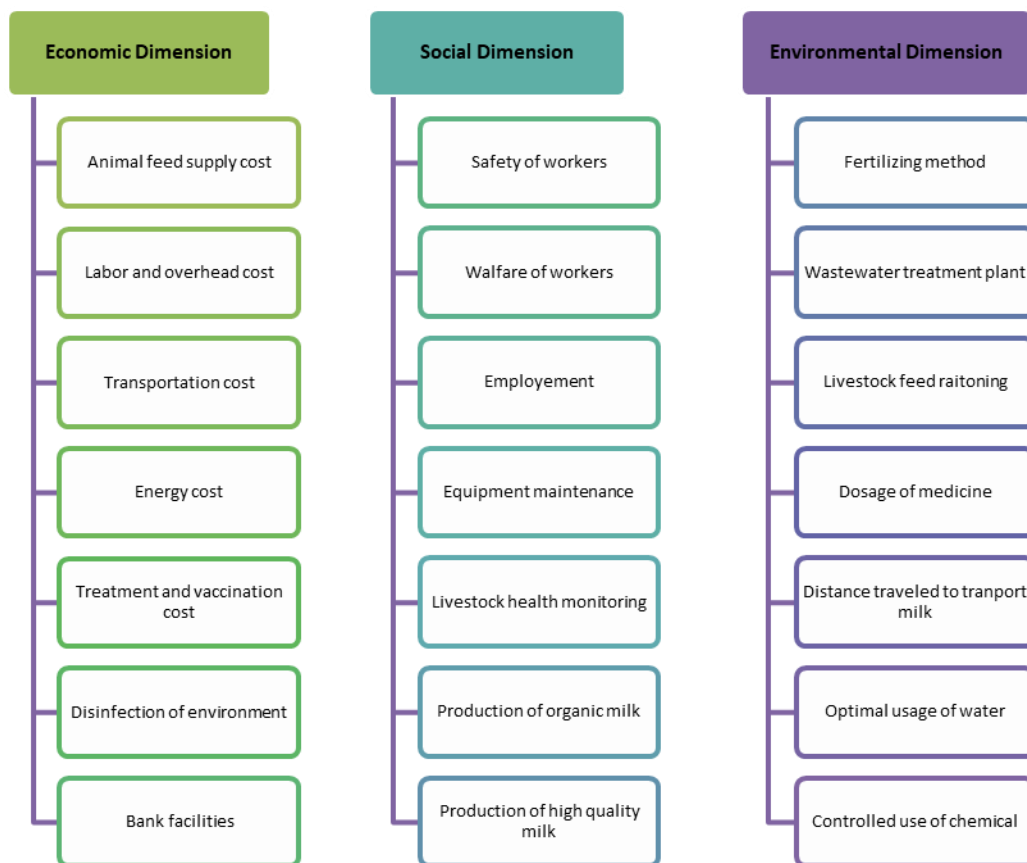 Economic Dimension
Animal feed supply cost
Labor and overhead cost
Transportation cost
Energy cost
Treatment and vaccination
cost
Disinfection of environment
Bank facilities
Social Dimension
Safety of workers
Walfare of workers
Employement
Equipment maintenance
Livestock health monitoring
Production of organic milk
Production of high quality
milk
Environmental Dimension
Fertilizing method
Wastewater treatment plant
Livestock feed raitoning
Dosage of medicine
Distance traveled to tranport
milk
Optimal usage of water
Controlled use of chemical